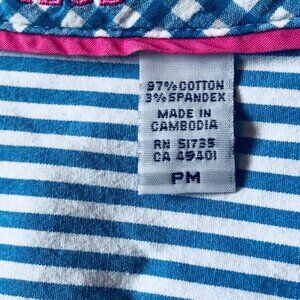 97% COTTON
3% SPANDEX
MADE IN
CAMBODIA
RN 51735
CA 49401
PM